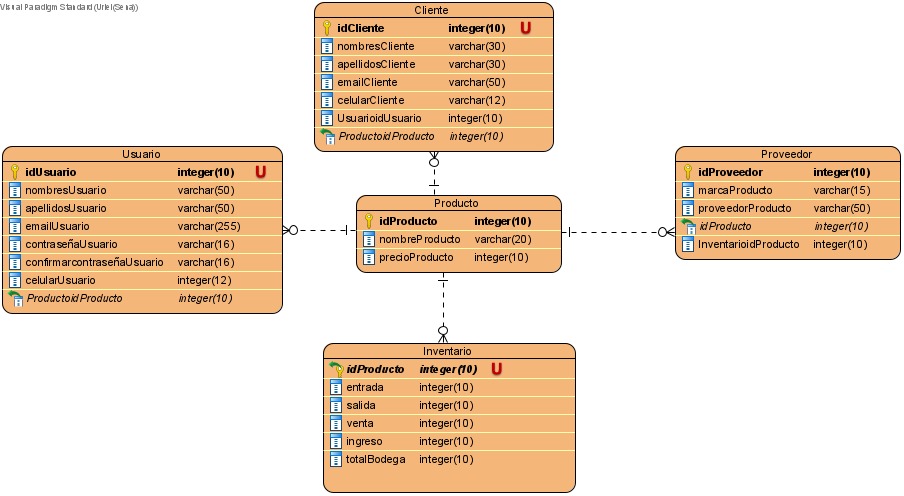 Visual Paradigm Standard (Uriel(Sena))
Cliente
idCliente integer(10) U
nombresCliente varchar(30)
apellidosCliente varchar(30)
emailCliente varchar(50)
celularCliente varchar(12)
UsuarioidUsuario integer(10)
ProductoidProducto integer(10)
Usuario
idUsuario integer(10) U
nombresUsuario varchar(50)
apellidosUsuario varchar(50)
emailUsuario varchar(255)
contraseñaUsuario varchar(16)
confirmarcontraseñaUsuario varchar(16)
celularUsuario integer(12)
ProductoidProducto integer(10)
Producto
idProducto integer(10)
nombreProducto varchar(20)
precioProducto integer(10)
Proveedor
idProveedor integer(10)
marcaProducto varchar(15)
proveedorProducto varchar(50)
idProducto integer(10)
InventarioidProducto integer(10)
Inventario
idProducto integer(10) U
entrada integer(10)
salida integer(10)
venta integer(10)
ingreso integer(10)
totalBodega integer(10)